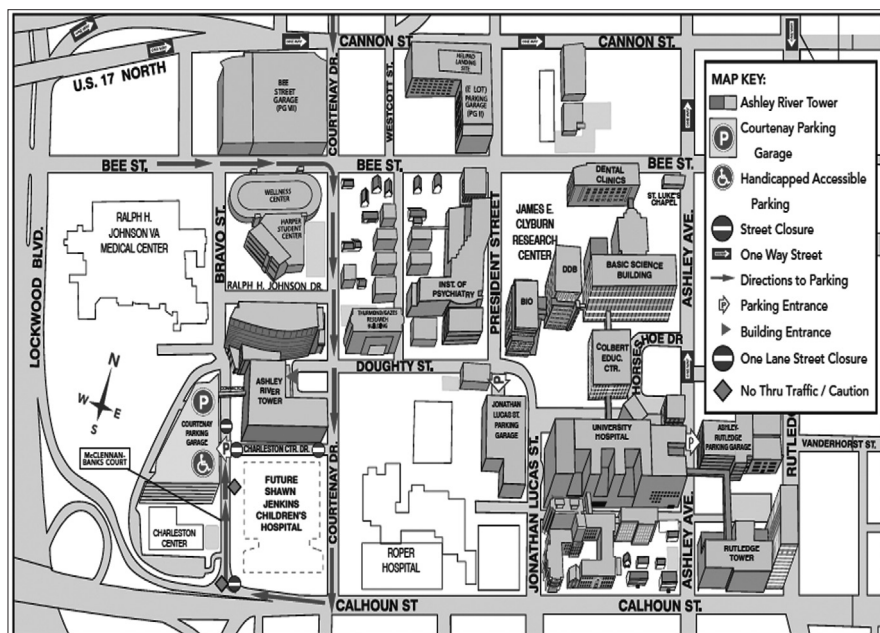 CANNON ST.
CANNON ST.
U.S. 17 NORTH
HELIPAD
LANDING
SITE
BEE
STREET
GARAGE
(PG VII)
COURTENAY DR.
WESTCOTT ST.
(E LOT)
PARKING
GARAGE
(PG II)
MAP KEY:
Ashley River Tower
Courtenay Parking
Garage
Handicapped Accessible
Parking
Street Closure
One Way Street
Directions to Parking
Parking Entrance
Building Entrance
One Lane Street Closure
No Thru Traffic / Caution
BEE ST.
BEE ST.
BEE ST.
DENTAL
CLINICS
ST. LUKE'S
CHAPEL
WELLNESS
CENTER
HARPER
STUDENT
CENTER
RALPH H.
JOHNSON VA
MEDICAL CENTER
BRAVO ST.
LOCKWOOD BLVD.
JAMES E.
CLYBURN
RESEARCH
CENTER
PRESIDENT STREET
ASHLEY AVE.
DDB
BASIC SCIENCE
BUILDING
BIO
RALPH H. JOHNSON DR.
INST. OF
PSYCHIATRY
THURMOND/GAZES
RESEARCH
BUILDING
COLBERT
EDUC.
CTR.
HORSESHOE DR
DOUGHTY ST.
N
W
E
S
ASHLEY
RIVER
TOWER
P
COURTENAY
PARKING
GARAGE
P
CHARLESTON CTR. DR.
McCLENNAN-
BANKS COURT
P
JONATHAN
LUCAS ST.
PARKING
GARAGE
UNIVERSITY
HOSPITAL
P
ASHLEY-
RUTLEDGE
PARKING GARAGE
RUTLEDG
VANDERHORST ST.
FUTURE
SHAWN
JENKINS
CHILDREN'S
HOSPITAL
COURTENAY DR.
JONATHAN LUCAS ST.
ASHLEY AVE.
CHARLESTON
CENTER
ROPER
HOSPITAL
RUTLEDGE
TOWER
CALHOUN ST
CALHOUN ST.